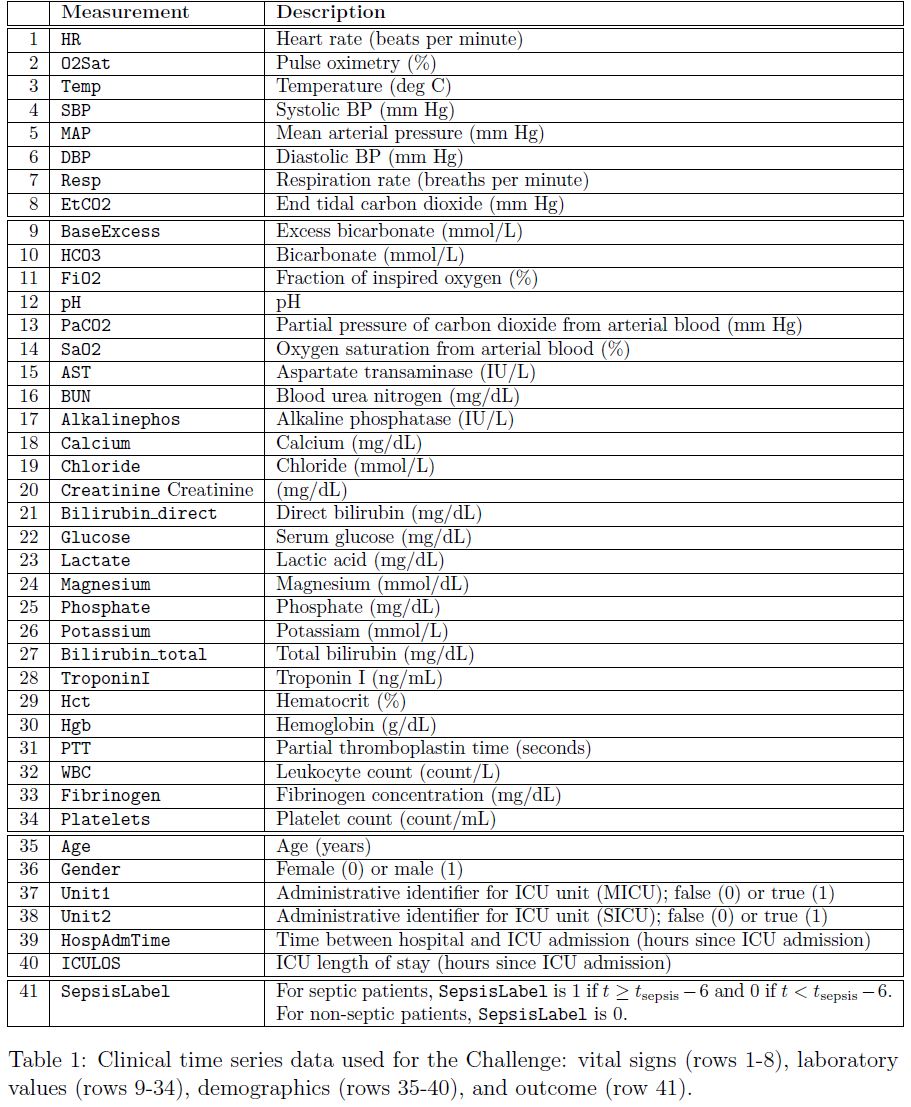 Measurement Description
1 HR Heart rate (beats per minute)
2 O2Sat Pulse oximetry (%)
3 Temp Temperature (deg C)
4 SBP Systolic BP (mm Hg)
5 MAP Mean arterial pressure (mm Hg)
6 DBP Diastolic BP (mm Hg)
7 Resp Respiration rate (breaths per minute)
8 EtCO2 End tidal carbon dioxide (mm Hg)
9 BaseExcess Excess bicarbonate (mmol/L)
10 HCO3 Bicarbonate (mmol/L)
11 FiO2 Fraction of inspired oxygen (%)
12 pH pH
13 PaCO2 Partial pressure of carbon dioxide from arterial blood (mm Hg)
14 SaO2 Oxygen saturation from arterial blood (%)
15 AST Aspartate transaminase (IU/L)
16 BUN Blood urea nitrogen (mg/dL)
17 Alkalinephos Alkaline phosphatase (IU/L)
18 Calcium Calcium (mg/dL)
19 Chloride Chloride (mmol/L)
20 Creatinine Creatinine (mg/dL)
21 Bilirubin_direct Direct bilirubin (mg/dL)
22 Glucose Serum glucose (mg/dL)
23 Lactate Lactic acid (mg/dL)
24 Magnesium Magnesium (mmol/dL)
25 Phosphate Phosphate (mg/dL)
26 Potassium Potassiam (mmol/L)
27 Bilirubin_total Total bilirubin (mg/dL)
28 TroponinI Troponin I (ng/mL)
29 Hct Hematocrit (%)
30 Hgb Hemoglobin (g/dL)
31 PTT Partial thromboplastin time (seconds)
32 WBC Leukocyte count (count/L)
33 Fibrinogen Fibrinogen concentration (mg/dL)
34 Platelets Platelet count (count/mL)
35 Age Age (years)
36 Gender Female (0) or male (1)
37 Unit1 Administrative identifier for ICU unit (MICU); false (0) or true (1)
38 Unit2 Administrative identifier for ICU unit (SICU); false (0) or true (1)
39 HospAdmTime Time between hospital and ICU admission (hours since ICU admission)
40 ICULOS ICU length of stay (hours since ICU admission)
41 SepsisLabel For septic patients, SepsisLabel is 1 if t ≥ tsepsis − 6 and 0 if t < tsepsis − 6.
For non-septic patients, SepsisLabel is 0.
Table 1: Clinical time series data used for the Challenge: vital signs (rows 1-8), laboratory
values (rows 9-34), demographics (rows 35-40), and outcome (row 41).